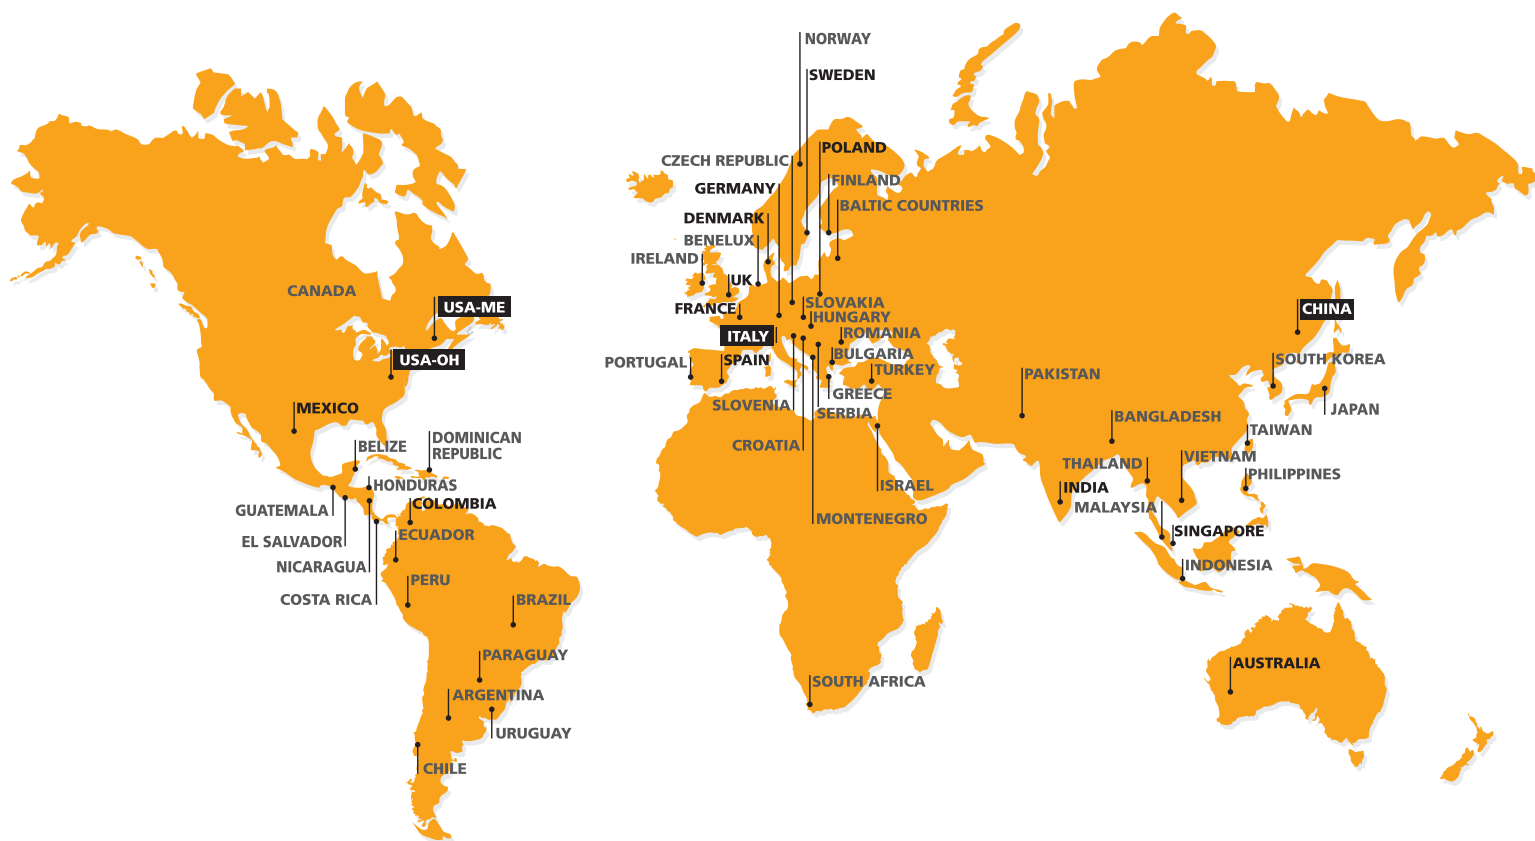 NORWAY
SWEDEN
POLAND
CZECH REPUBLIC
FINLAND
GERMANY
BALTIC COUNTRIES
DENMARK
BENELUX
IRELAND
UK
CANADA
USA-ME
FRANCE
SLOVAKIA
HUNGARY
CHINA
ITALY
ROMANIA
USA-OH
PORTUGAL
SPAIN
BULGARIA
TURKEY
SOUTH KOREA
PAKISTAN
GREECE
MEXICO
SLOVENIA
SERBIA
JAPAN
BANGLADESH
TAIWAN
BELIZE
DOMINICAN
REPUBLIC
CROATIA
THAILAND
VIETNAM
PHILIPPINES
HONDURAS
ISRAEL
INDIA
COLOMBIA
MALAYSIA
GUATEMALA
MONTENEGRO
SINGAPORE
ECUADOR
EL SALVADOR
NICARAGUA
INDONESIA
PERU
COSTA RICA
BRAZIL
PARAGUAY
AUSTRALIA
SOUTH AFRICA
ARGENTINA
URUGUAY
CHILE